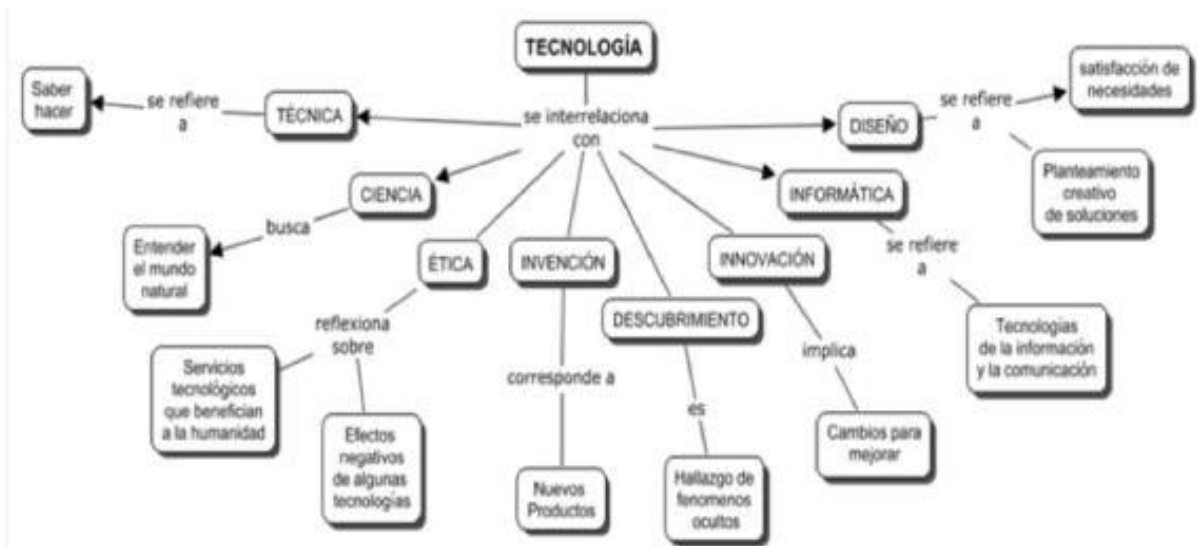 TECNOLOGÍA
se interrelaciona
con
TÉCNICA
se refiere
a
Saber
hacer
CIENCIA
busca
Entender
el mundo
natural
ÉTICA
reflexiona
sobre
Servicios
tecnológicos
que benefician
a la humanidad
Efectos
negativos
de algunas
tecnologías
INVENCIÓN
corresponde a
Nuevos
Productos
DESCUBRIMIENTO
es
Hallazgo de
fenomenos
ocultos
INNOVACIÓN
implica
Cambios para
mejorar
INFORMÁTICA
se refiere
a
Tecnologías
de la información
y la comunicación
DISEÑO
se refiere
a
satisfacción de
necesidades
Planteamiento
creativo
de soluciones